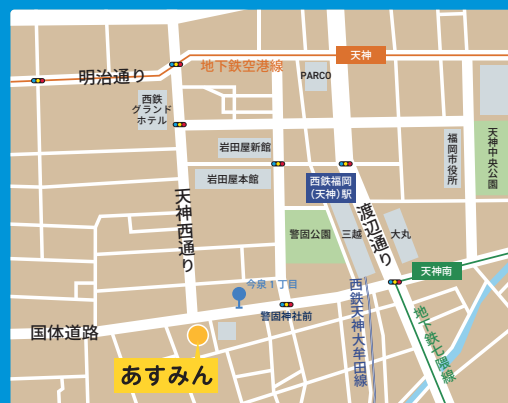 天神
地下鉄空港線
明治通り
PARCO
西鉄
グランド
ホテル
岩田屋新館
福岡市役所
天神中央公園
岩田屋本館
西鉄福岡
（天神）駅
天神西通り
渡辺通り
警固公園
三越
大丸
天神南
今泉1丁目
西鉄天神大牟田線
警固神社前
地下鉄七隈線
国体道路
あすみん